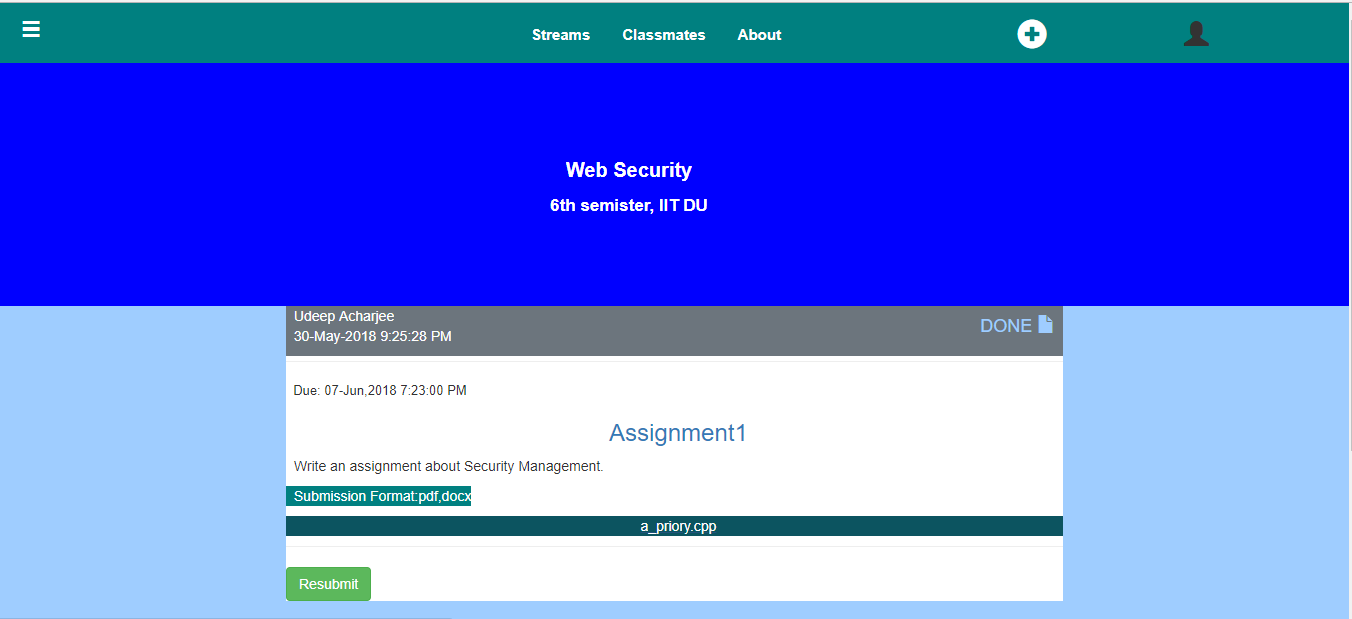 Streams Classmates About
Web Security
6th semister, IIT DU
Udeep Acharjee
30-May-2018 9:25:28 PM
DONE
Due: 07-Jun,2018 7:23:00 PM
Assignment1
Write an assignment about Security Management.
Submission Format:pdf,docx
a_priory.cpp
Resubmit